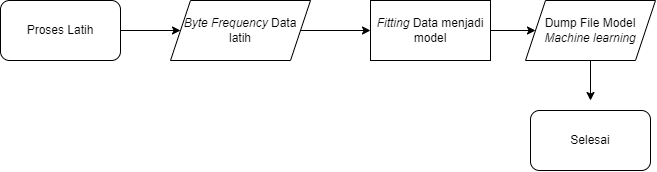 Proses Latih
Byte Frequency Data
latih
Fitting Data menjadi
model
Dump File Model
Machine learning
Selesai